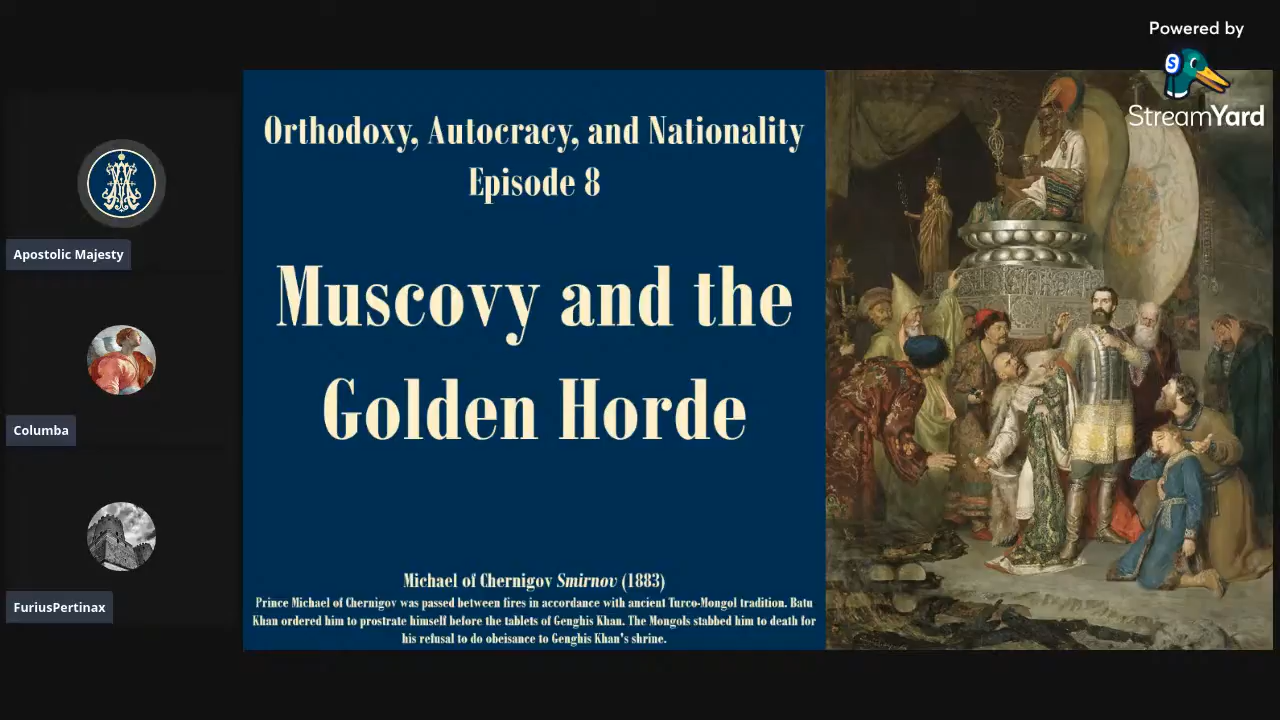 Powered by
StreamYard
Orthodoxy, Autocracy, and Nationality
Episode 8
Muscovy and the
Golden Horde
Michael of Chernigov Smirnov (1883)
Prince Michael of Chernigov was passed between fires in accordance with ancient Turco-Mongol tradition. Batu
Khan ordered him to prostrate himself before the tablets of Genghis Khan. The Mongols stabbed him to death for
his refusal to do obeisance to Genghis Khan's shrine.
Apostolic Majesty
Columba
FuriusPertinax